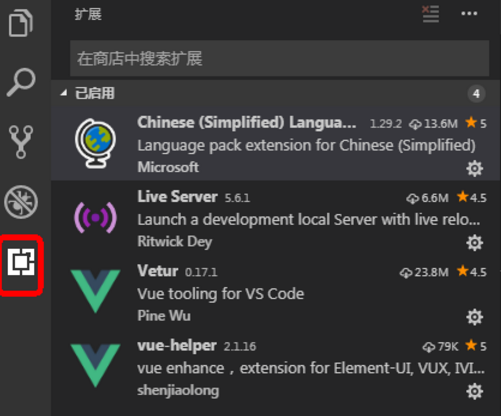 扩展
在商店中搜索扩展
已启用 4
Chinese (Simplified) Langua... 1.29.2 13.6M 5
Language pack extension for Chinese (Simplified)
Microsoft
Live Server 5.6.1 6.6M 4.5
Launch a development local Server with live relo...
Ritwick Dey
Vetur 0.17.1 23.8M 4.5
Vue tooling for VS Code
Pine Wu
vue-helper 2.1.16 79K 5
vue enhance，extension for Element-UI, VUX, IVI...
shenjiaolong